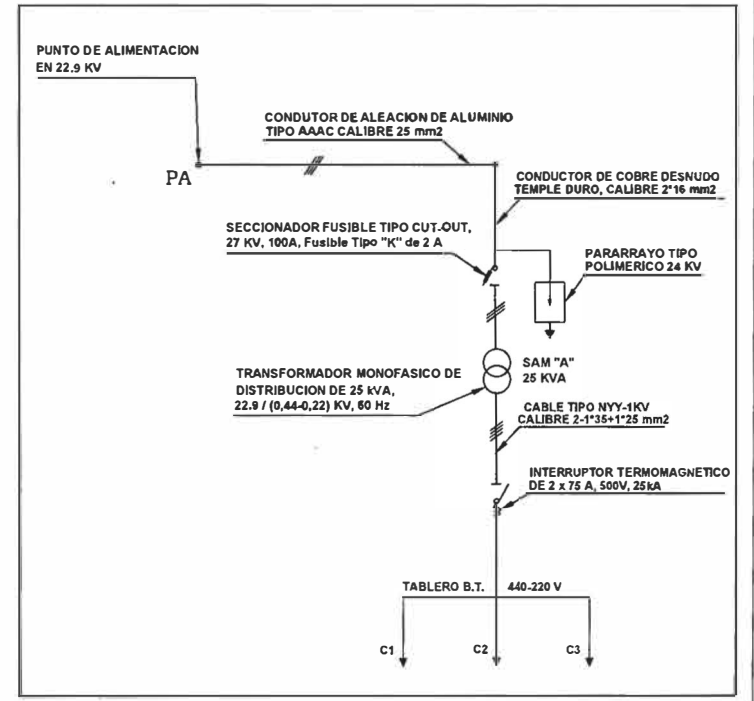 PUNTO DE ALIMENTACION
EN 22.9 KV
CONDUTOR DE ALEACION DE ALUMINIO
TIPO AAAC CALIBRE 25 mm2
PA
CONDUCTOR DE COBRE DESNUDO
TEMPLE DURO, CALIBRE 2*16 mm2
SECCIONADOR FUSIBLE TIPO CUT-OUT,
27 KV, 100A, Fusible Tipo "K" de 2 A
PARARRAYO TIPO
POLIMERICO 24 KV
SAM "A"
25 KVA
TRANSFORMADOR MONOFASICO DE
DISTRIBUCION DE 25 kVA,
22.9 / (0,44-0,22) KV, 60 Hz
CABLE TIPO NYY-1KV
CALIBRE 2-1*35+1*25 mm2
INTERRUPTOR TERMOMAGNETICO
DE 2 x 75 A, 500V, 25kA
TABLERO B.T. 440-220 V
C1 C2 C3